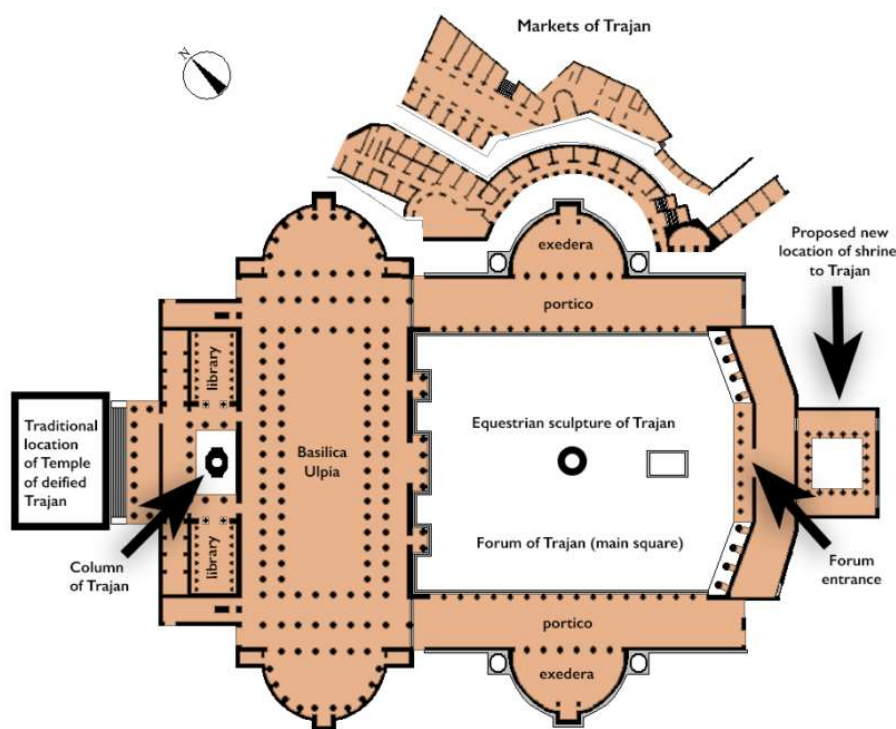 Markets of Trajan
N
Proposed new
location of shrine
to Trajan
exedera
portico
library
Traditional
location
of Temple
of deified
Trajan
Basilica
Ulpia
Equestrian sculpture of Trajan
Forum of Trajan (main square)
library
Column
of Trajan
Forum
entrance
portico
exedera